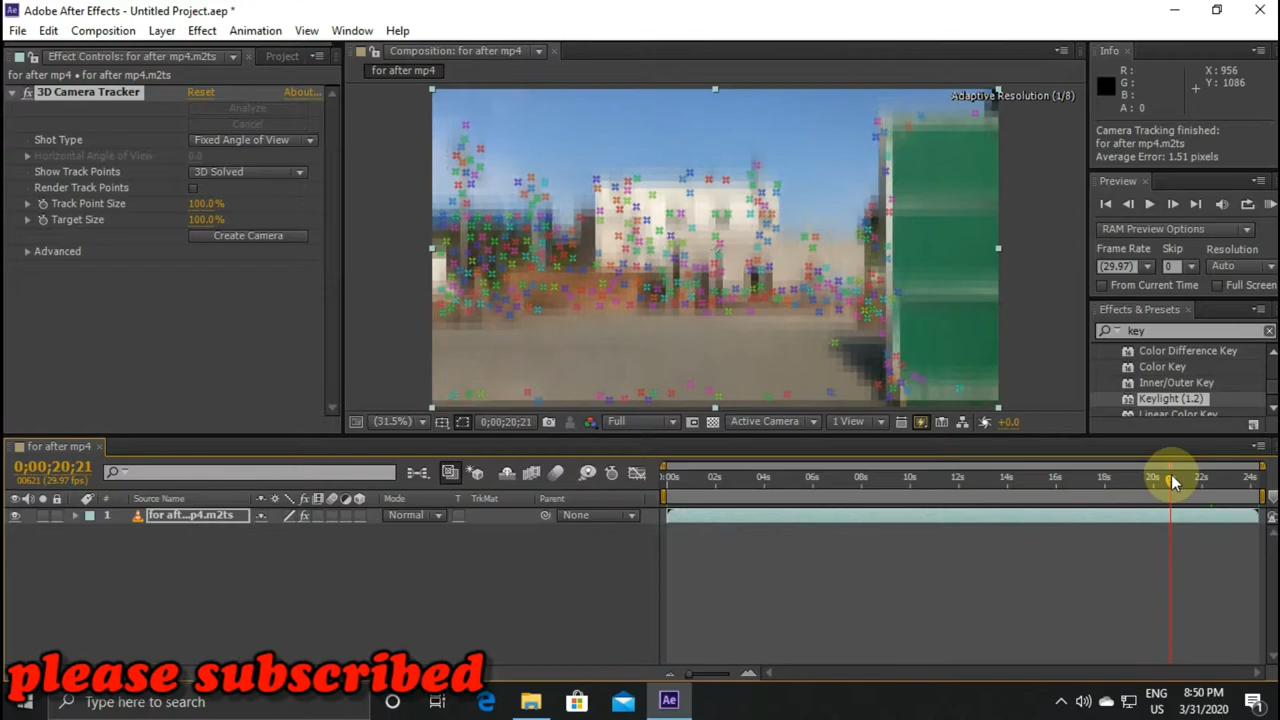 Adobe After Effects - Untitled Project.aep *
File Edit Composition Layer Effect Animation View Window Help
Effect Controls: for after mp4.m2ts Project
for after mp4 • for after mp4.m2ts
fx 3D Camera Tracker Reset About...
Analyze
Cancel
Shot Type Fixed Angle of View
Horizontal Angle of View 0.0
Show Track Points 3D Solved
Render Track Points
Track Point Size 100.0%
Target Size 100.0%
Create Camera
Advanced
Composition: for after mp4
for after mp4
Adaptive Resolution (1/8)
(31.5%) 0;00;20;21 Full Active Camera 1 View +0.0
Info
R :
G :
B :
A : 0
X : 956
Y : 1086
Camera Tracking finished:
for after mp4.m2ts
Average Error: 1.51 pixels
Preview
RAM Preview Options
Frame Rate Skip Resolution
(29.97) 0 Auto
From Current Time Full Screen
Effects & Presets
key
Color Difference Key
Color Key
Inner/Outer Key
Keylight (1.2)
Linear Color Key
for after mp4
0;00;20;21
00621 (29.97 fps)
0:00s 02s 04s 06s 08s 10s 12s 14s 16s 18s 20s 22s 24s
# Source Name Mode T TrkMat Parent
1 for aft...p4.m2ts fx Normal None
please subscribed
Type here to search
Ae
ENG
US
8:50 PM
3/31/2020
1